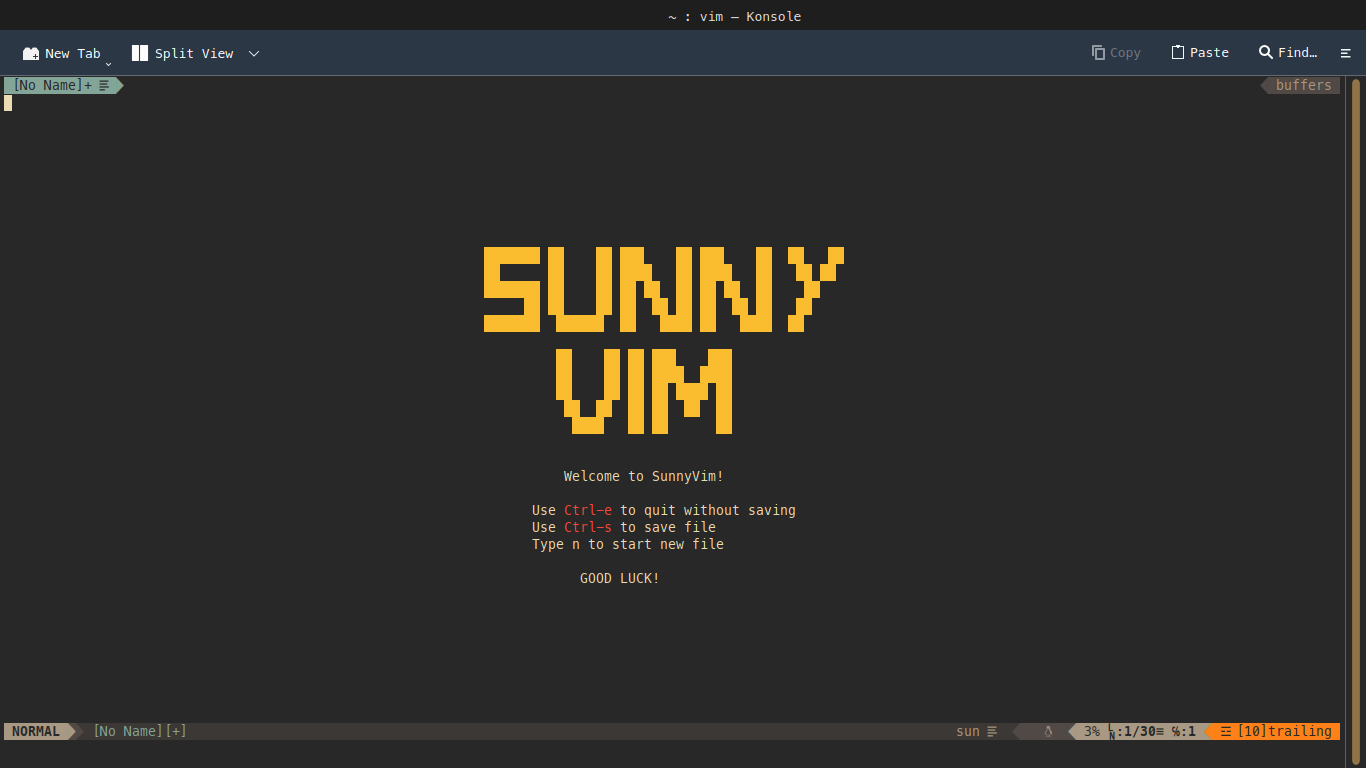 ~ : vim — Konsole
New Tab Split View Copy Paste Find…
[No Name]+ buffers
SUNNY
VIM
Welcome to SunnyVim!
Use Ctrl-e to quit without saving
Use Ctrl-s to save file
Type n to start new file
GOOD LUCK!
NORMAL [No Name][+] sun 3% LN:1/30≡ ℅:1 ☲ [10]trailing